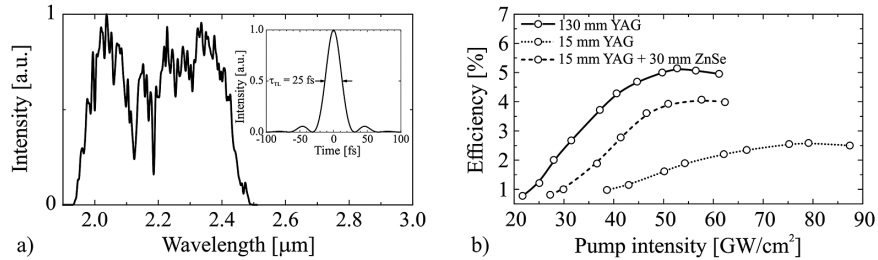 Intensity [a.u.]
1
0
2.0 2.2 2.4 2.6 2.8 3.0
Wavelength [μm]
a)
Intensity [a.u.]
1.0
0.5
0.0
τTL = 25 fs
-100 -50 0 50 100
Time [fs]
Efficiency [%]
7
6
5
4
3
2
1
130 mm YAG
15 mm YAG
15 mm YAG + 30 mm ZnSe
20 30 40 50 60 70 80 90
Pump intensity [GW/cm²]
b)